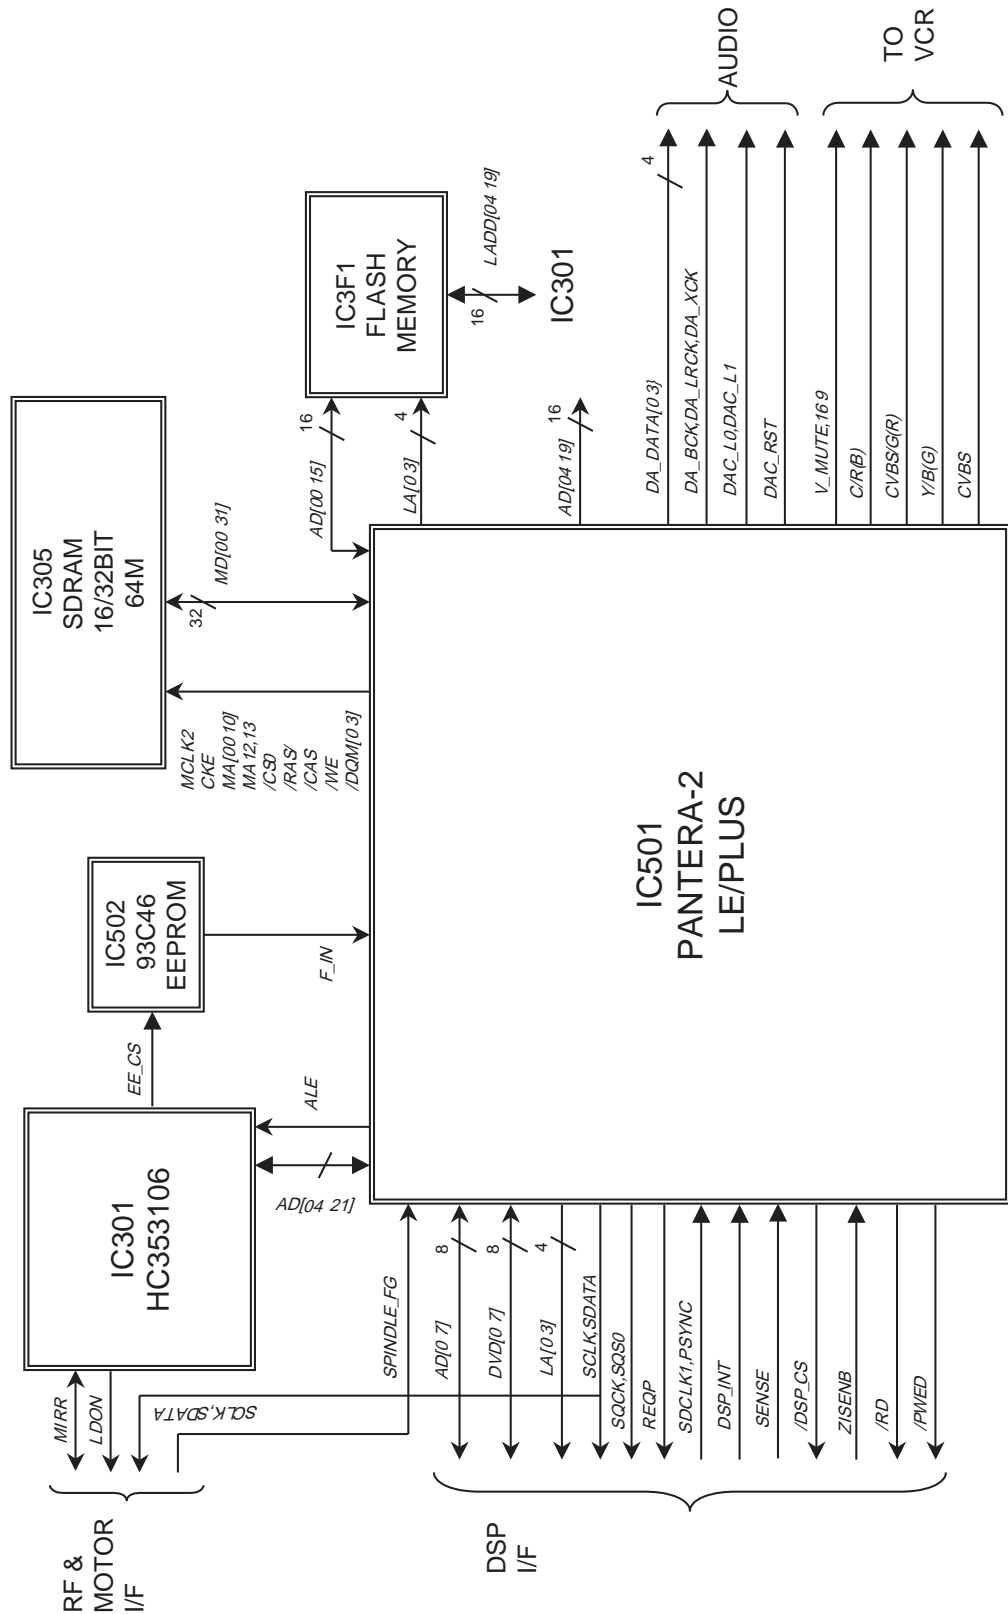 RF &
MOTOR
I/F
MIRR
LDON
SCLK,SDATA
IC301
HC353106
EE_CS
IC502
93C46
EEPROM
IC305
SDRAM
16/32BIT
64M
SPINDLE_FG
AD[04 21]
ALE
F_IN
MCLK2
CKE
MA[00 10]
MA12,13
/CS0
/RAS/
/CAS
/WE
/DQM[0 3]
32
MD[00 31]
AD[00 15]
16
LA[0 3]
4
IC3F1
FLASH
MEMORY
16
LADD[04 19]
IC301
AD[04 19]
16
DSP
I/F
AD[0 7]
8
DVD[0 7]
8
LA[0 3]
4
SCLK,SDATA
SQCK,SQS0
REQP
SDCLK1,PSYNC
DSP_INT
SENSE
/DSP_CS
ZISENB
/RD
/PWED
IC501
PANTERA-2
LE/PLUS
DA_DATA[0 3}
4
DA_BCK,DA_LRCK,DA_XCK
DAC_L0,DAC_L1
DAC_RST
AUDIO
V_MUTE,16 9
C/R(B)
CVBS/G(R)
Y/B(G)
CVBS
TO
VCR